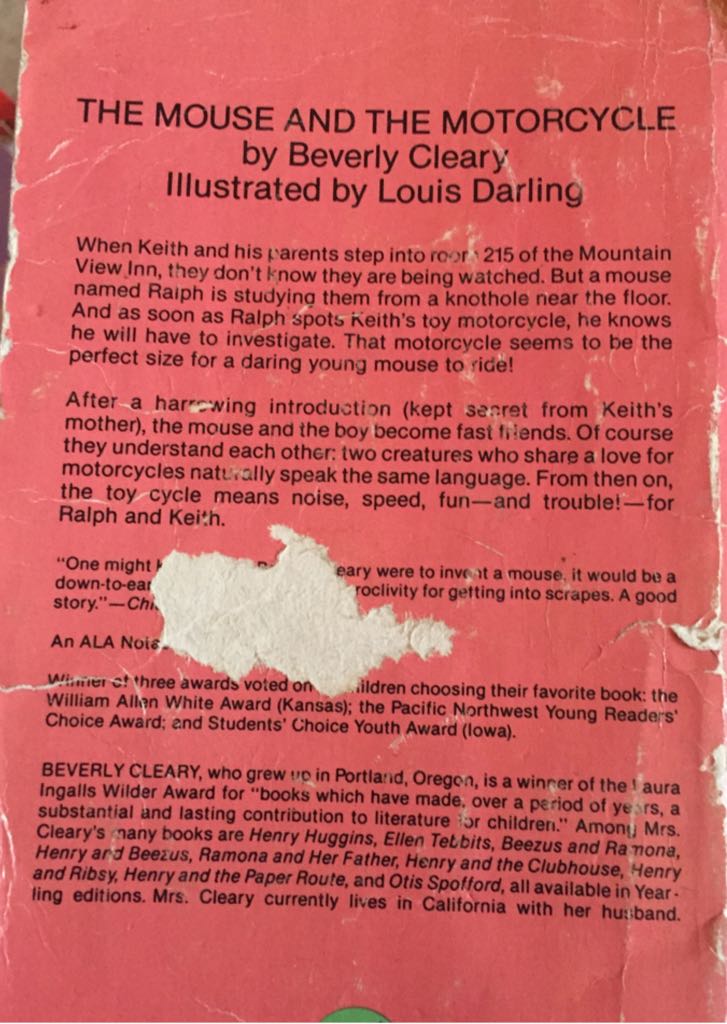 THE MOUSE AND THE MOTORCYCLE
by Beverly Cleary
Illustrated by Louis Darling
When Keith and his parents step into room 215 of the Mountain
View Inn, they don't know they are being watched. But a mouse
named Ralph is studying them from a knothole near the floor.
And as soon as Ralph spots Keith's toy motorcycle, he knows
he will have to investigate. That motorcycle seems to be the
perfect size for a daring young mouse to ride!
After a harrowing introduction (kept secret from Keith's
mother), the mouse and the boy become fast friends. Of course
they understand each other: two creatures who share a love for
motorcycles naturally speak the same language. From then on,
the toy cycle means noise, speed, fun—and trouble!—for
Ralph and Keith.
"One might eary were to invent a mouse, it would be a
down-to-ear roclivity for getting into scrapes. A good
story."—Chi
An ALA Nota
Winner of three awards voted on ildren choosing their favorite book: the
William Allen White Award (Kansas); the Pacific Northwest Young Readers'
Choice Award; and Students' Choice Youth Award (Iowa).
BEVERLY CLEARY, who grew up in Portland, Oregon, is a winner of the Laura
Ingalls Wilder Award for "books which have made, over a period of years, a
substantial and lasting contribution to literature for children." Among Mrs.
Cleary's many books are Henry Huggins, Ellen Tebbits, Beezus and Ramona,
Henry and Beezus, Ramona and Her Father, Henry and the Clubhouse, Henry
and Ribsy, Henry and the Paper Route, and Otis Spofford, all available in Year-
ling editions. Mrs. Cleary currently lives in California with her husband.